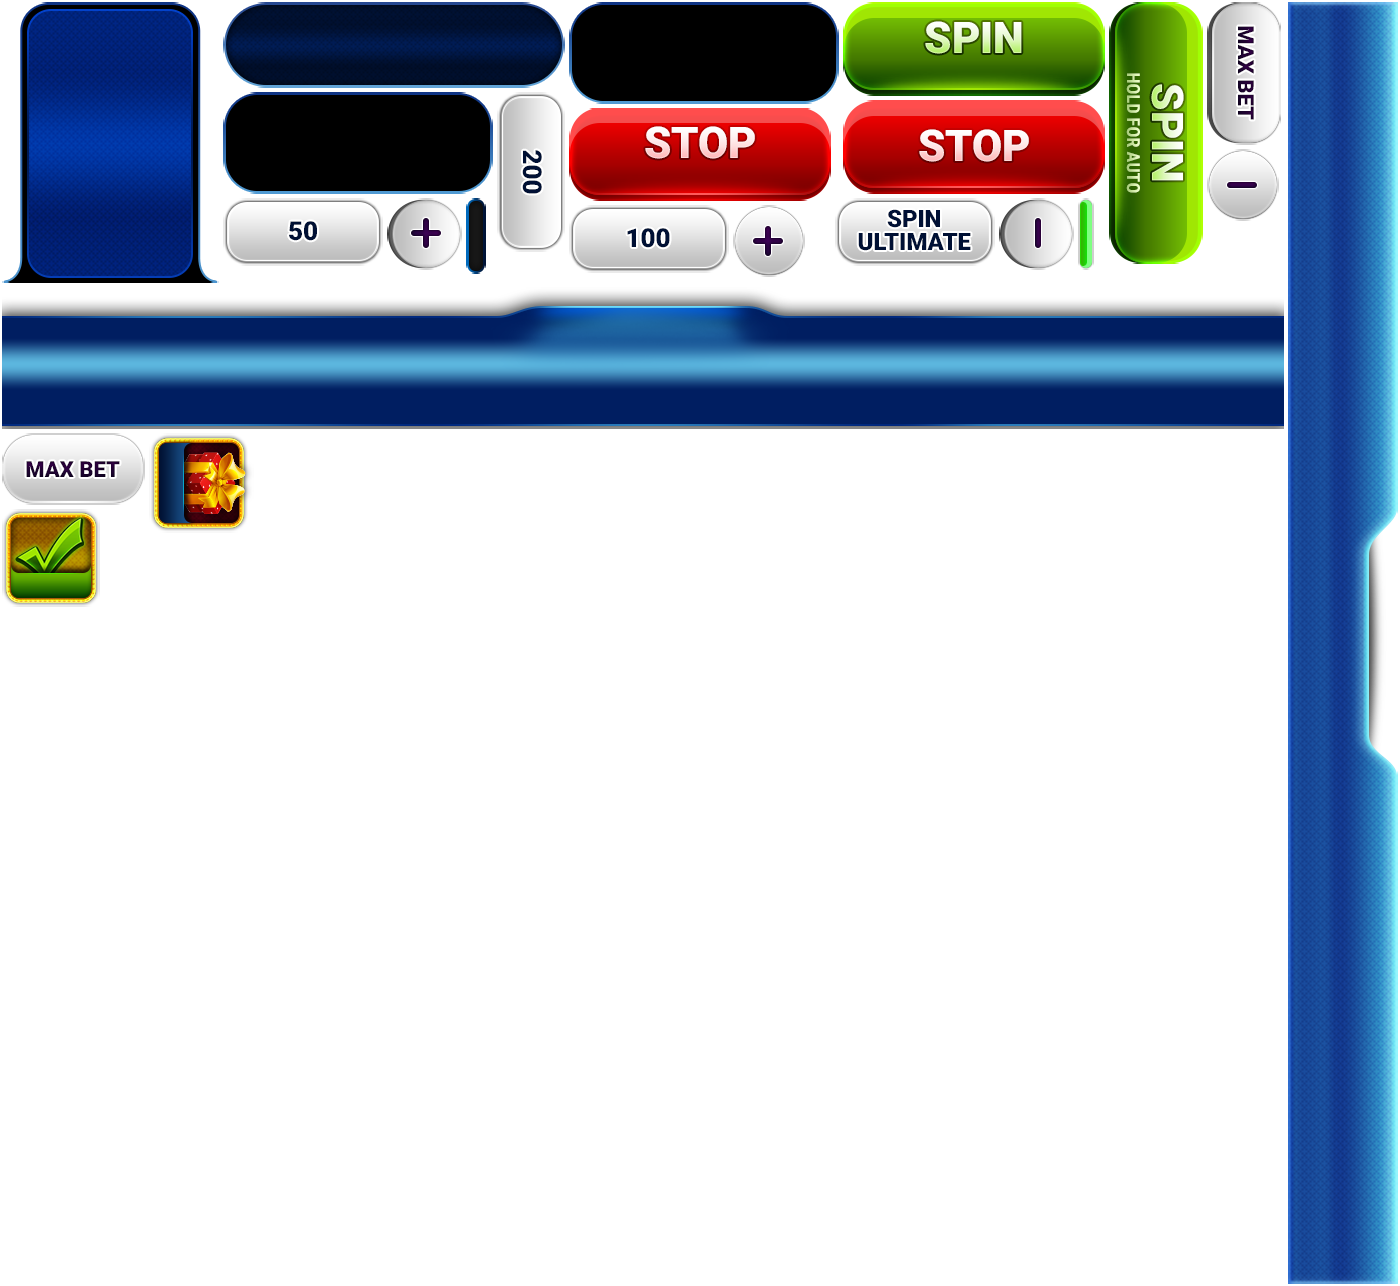 SPIN
STOP
STOP
SPIN
HOLD FOR AUTO
MAX BET
200
50
100
SPIN
ULTIMATE
MAX BET